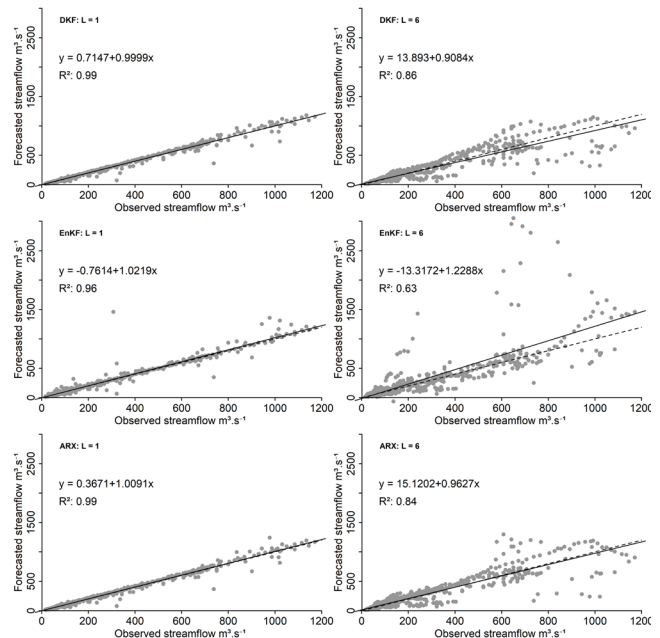 DKF: L = 1
y = 0.7147+0.9999x
R²: 0.99
Forecasted streamflow m³.s⁻¹
0 500 1500 2500
0 200 400 600 800 1000 1200
Observed streamflow m³.s⁻¹
DKF: L = 6
y = 13.893+0.9084x
R²: 0.86
Forecasted streamflow m³.s⁻¹
0 500 1500 2500
0 200 400 600 800 1000 1200
Observed streamflow m³.s⁻¹
EnKF: L = 1
y = -0.7614+1.0219x
R²: 0.96
Forecasted streamflow m³.s⁻¹
0 500 1500 2500
0 200 400 600 800 1000 1200
Observed streamflow m³.s⁻¹
EnKF: L = 6
y = -13.3172+1.2288x
R²: 0.63
Forecasted streamflow m³.s⁻¹
0 500 1500 2500
0 200 400 600 800 1000 1200
Observed streamflow m³.s⁻¹
ARX: L = 1
y = 0.3671+1.0091x
R²: 0.99
Forecasted streamflow m³.s⁻¹
0 500 1500 2500
0 200 400 600 800 1000 1200
Observed streamflow m³.s⁻¹
ARX: L = 6
y = 15.1202+0.9627x
R²: 0.84
Forecasted streamflow m³.s⁻¹
0 500 1500 2500
0 200 400 600 800 1000 1200
Observed streamflow m³.s⁻¹